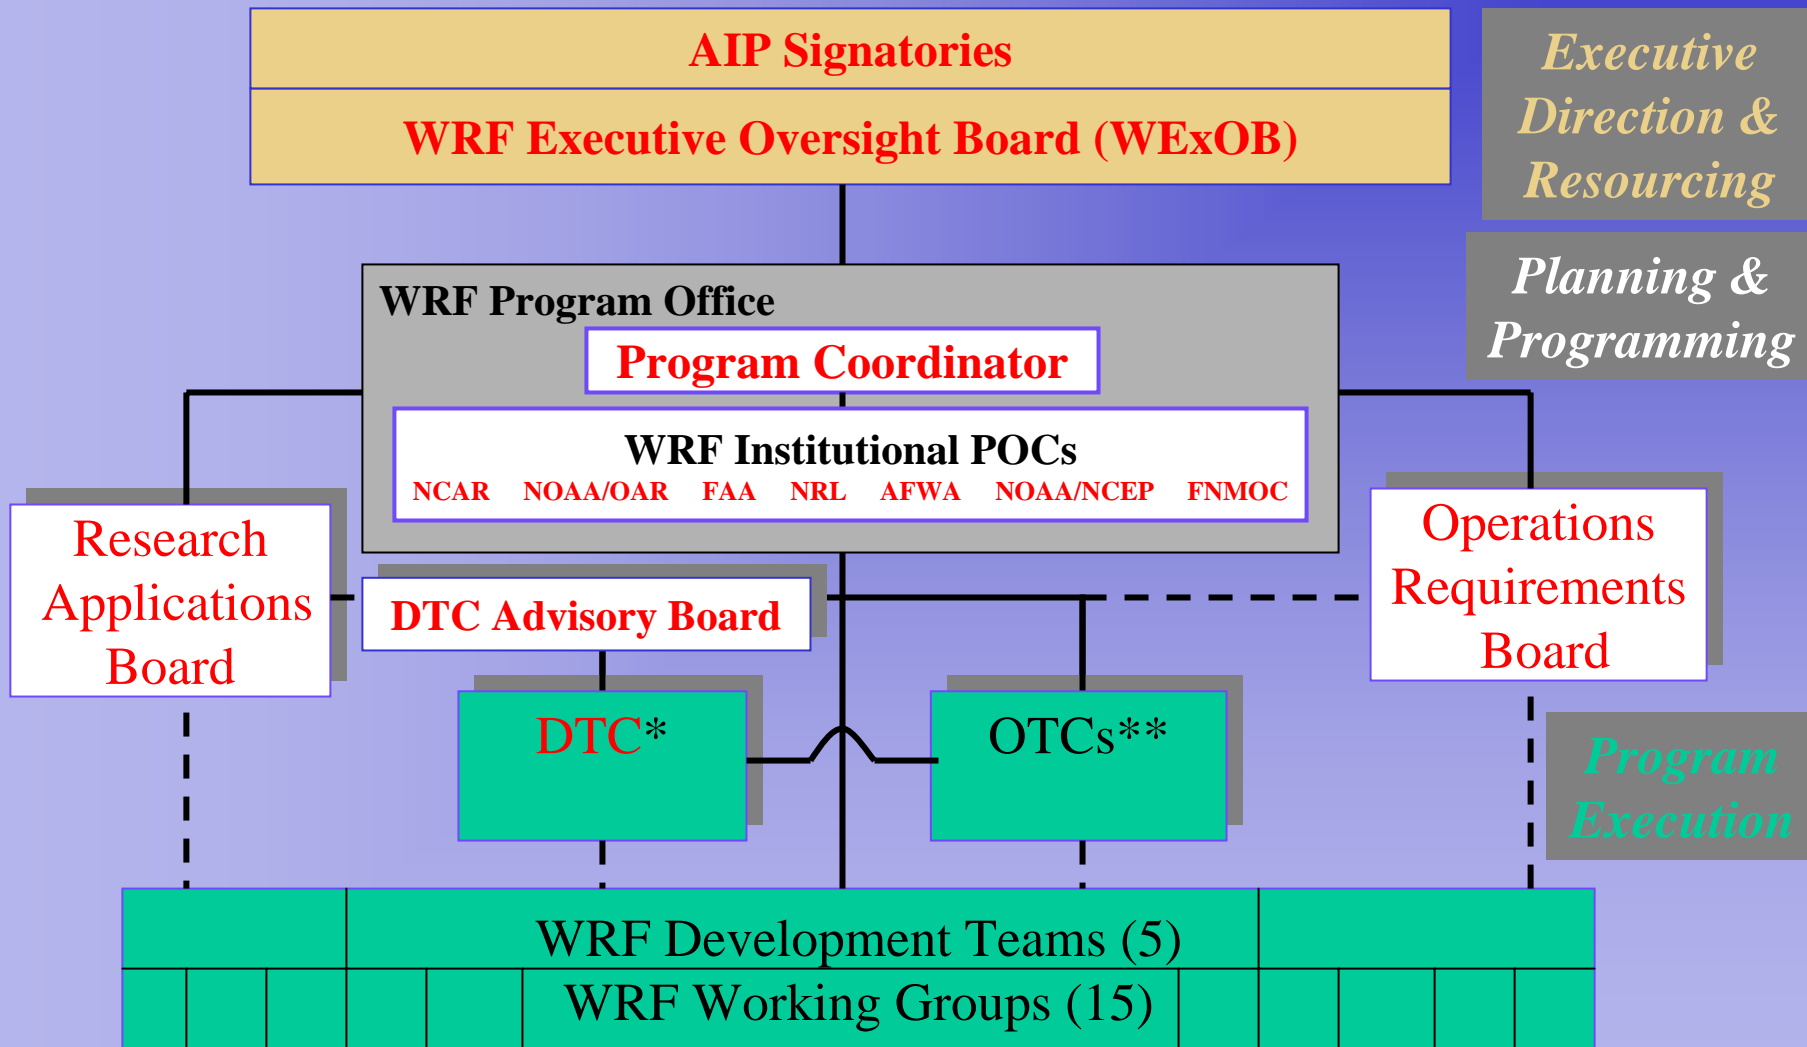 AIP Signatories
WRF Executive Oversight Board (WExOB)
Executive
Direction &
Resourcing
Planning &
Programming
WRF Program Office
Program Coordinator
WRF Institutional POCs
NCAR NOAA/OAR FAA NRL AFWA NOAA/NCEP FNMOC
Research
Applications
Board
DTC Advisory Board
Operations
Requirements
Board
DTC*
OTCs**
Program
Execution
WRF Development Teams (5)
WRF Working Groups (15)